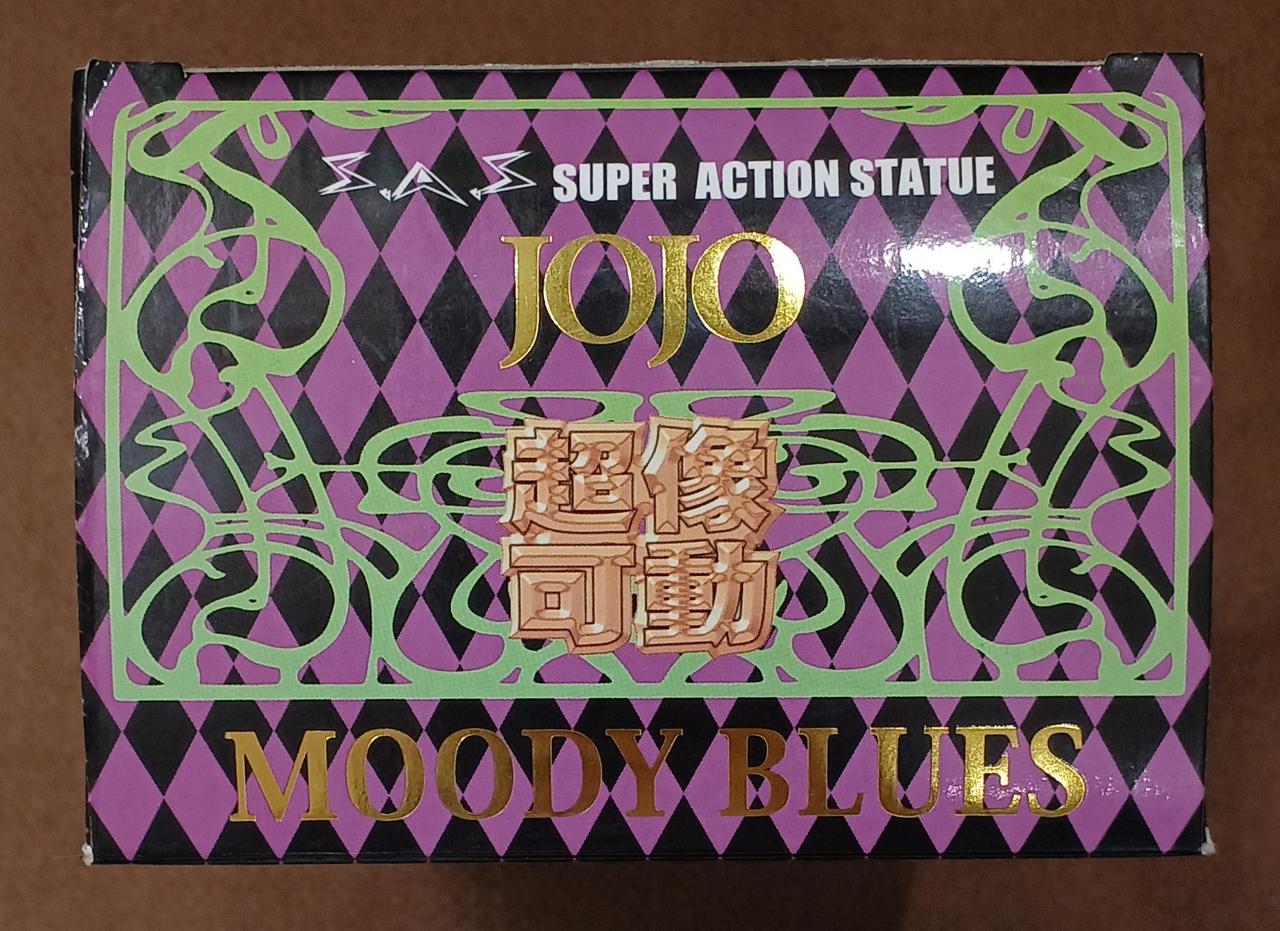 S.A.S SUPER ACTION STATUE
JOJO
超像
可動
MOODY BLUES